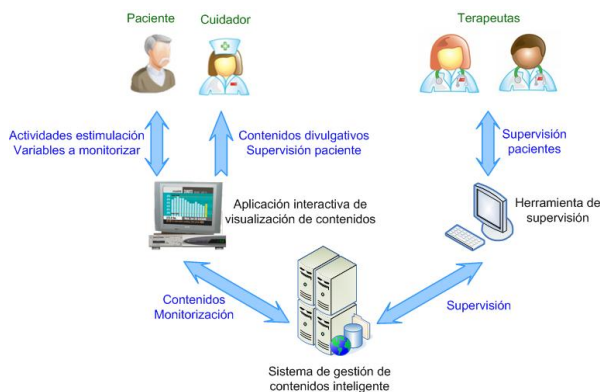 Paciente
Cuidador
Terapeutas
Actividades estimulación
Variables a monitorizar
Contenidos divulgativos
Supervisión paciente
Supervisión
pacientes
Aplicación interactiva de
visualización de contenidos
Herramienta de
supervisión
Contenidos
Monitorización
Supervisión
Sistema de gestión de
contenidos inteligente